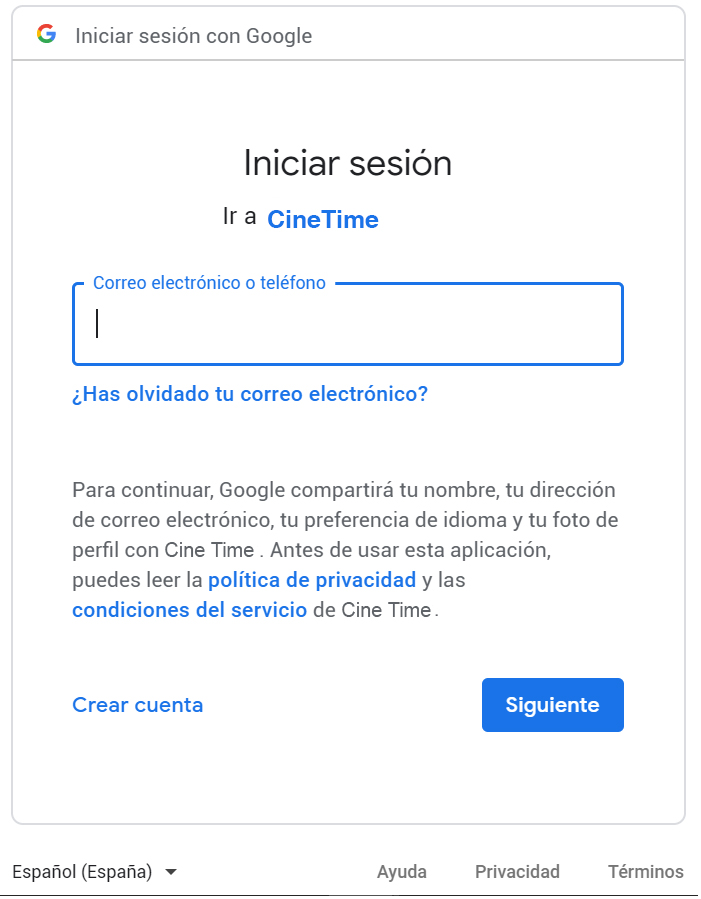 Iniciar sesión con Google
Iniciar sesión
Ir a CineTime
Correo electrónico o teléfono
¿Has olvidado tu correo electrónico?
Para continuar, Google compartirá tu nombre, tu dirección
de correo electrónico, tu preferencia de idioma y tu foto de
perfil con Cine Time . Antes de usar esta aplicación,
puedes leer la política de privacidad y las
condiciones del servicio de Cine Time .
Crear cuenta Siguiente
Español (España) Ayuda Privacidad Términos